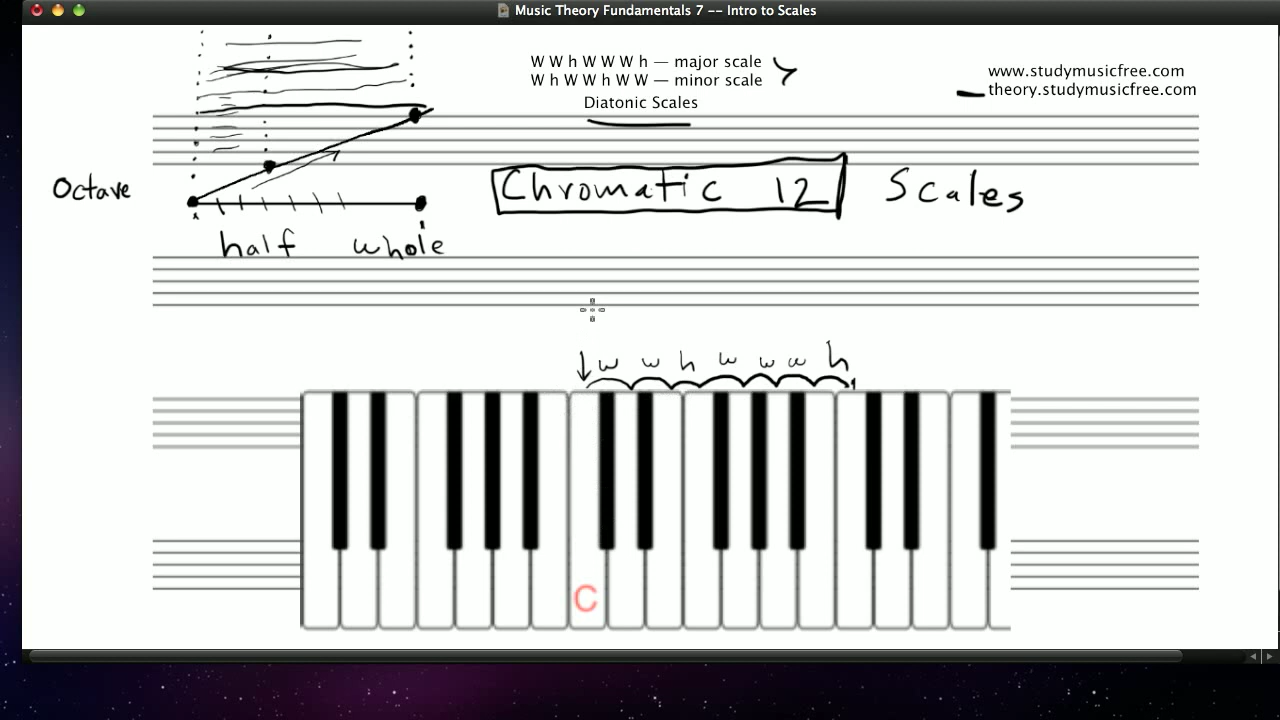 Music Theory Fundamentals 7 -- Intro to Scales
W W h W W W h — major scale
W h W W h W W — minor scale
Diatonic Scales
www.studymusicfree.com
theory.studymusicfree.com
Octave
Chromatic 12 Scales
half whole
w w h w w w h
C